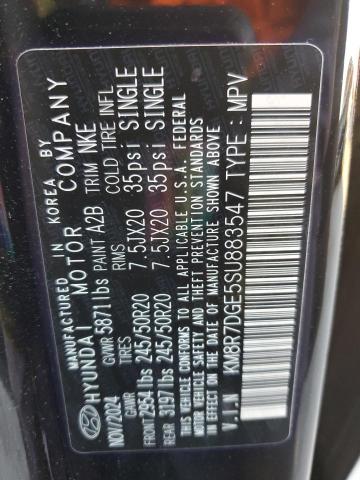 MANUFACTURED IN KOREA BY
HYUNDAI MOTOR COMPANY
NOV/2024 GVWR 5871lbs PAINT A2B TRIM NKE
GAWR TIRES RIMS COLD TIRE INFL.
FRONT 2954lbs 245/50R20 7.5JX20 35psi SINGLE
REAR 3197lbs 245/50R20 7.5JX20 35psi SINGLE
THIS VEHICLE CONFORMS TO ALL APPLICABLE U.S.A. FEDERAL
SAFETY AND THEFT PREVENTION STANDARDS
IN EFFECT ON THE DATE OF MANUFACTURE SHOWN ABOVE
V.I.N : KM8R7DGE5SU883547 TYPE : MPV